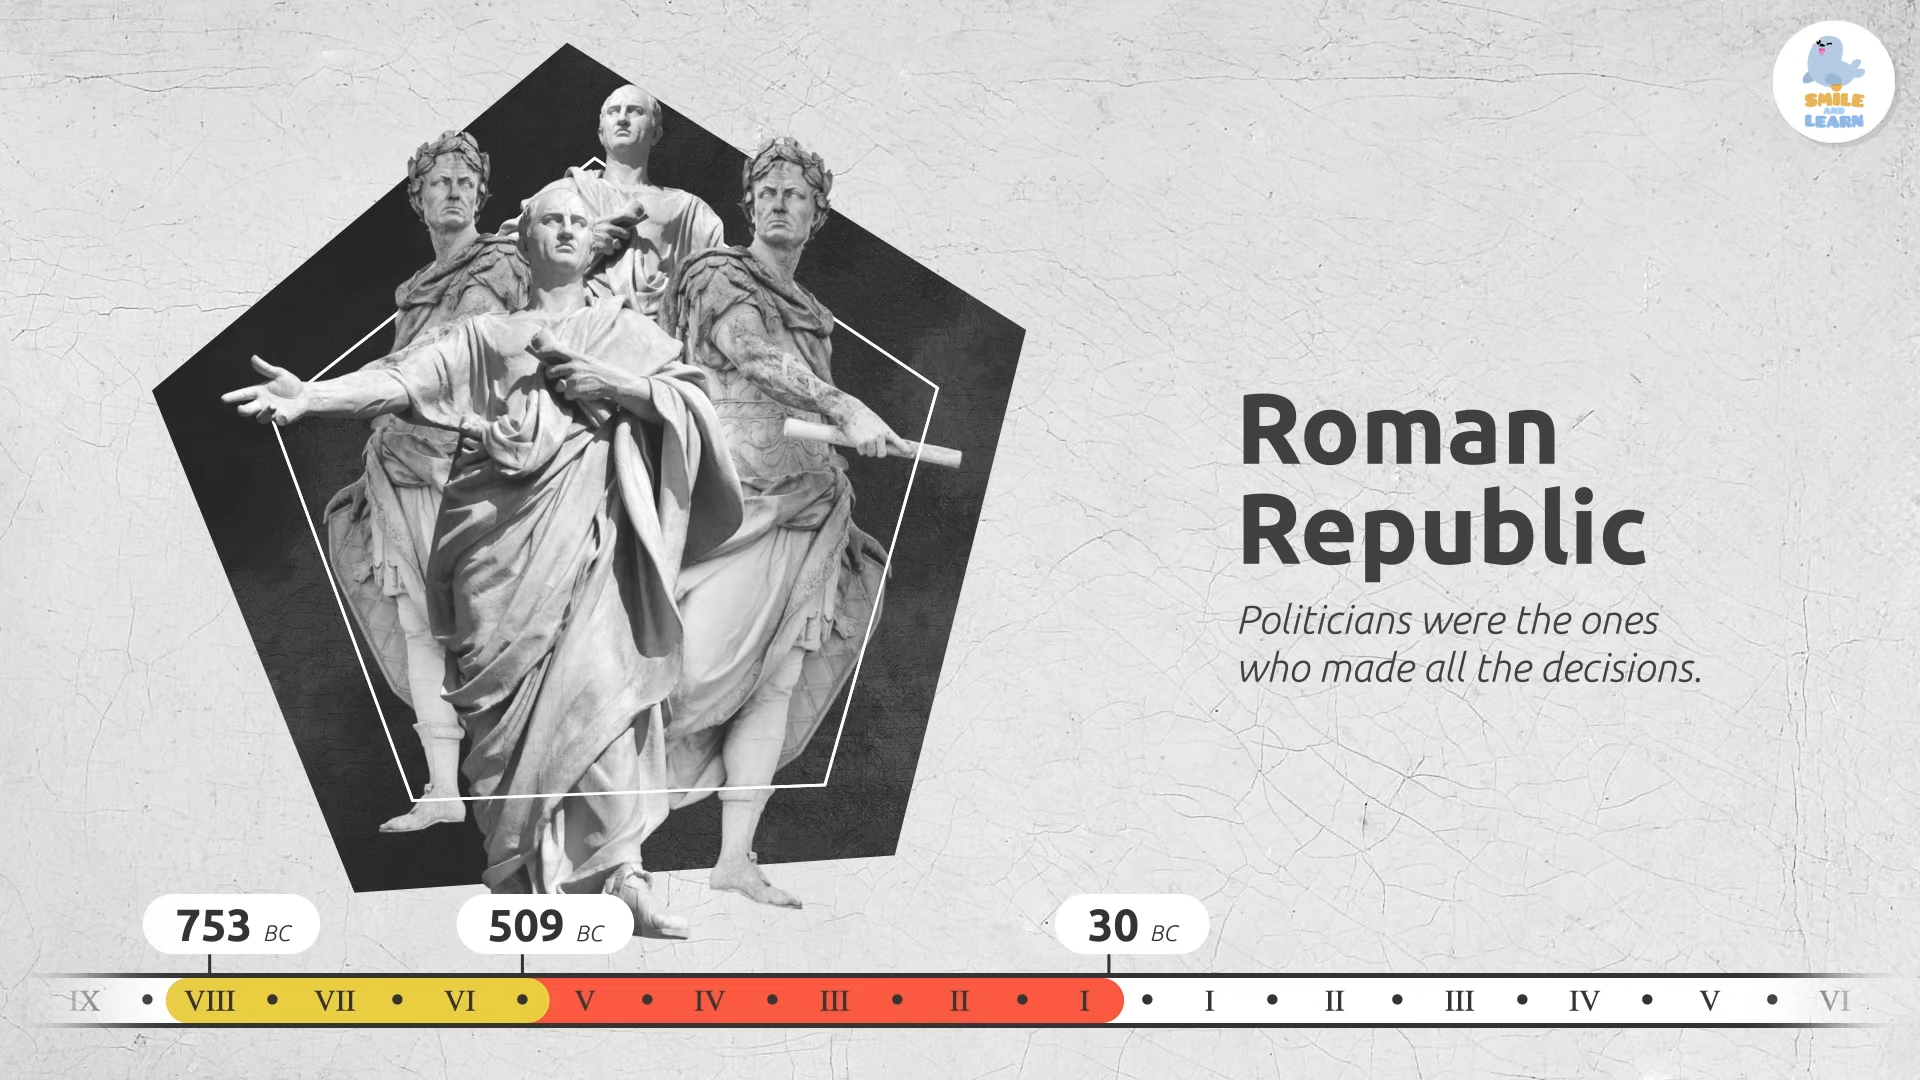 SMILE
AND
LEARN
Roman
Republic
Politicians were the ones
who made all the decisions.
753 BC 509 BC 30 BC
IX • VIII • VII • VI • V • IV • III • II • I • I • II • III • IV • V • VI